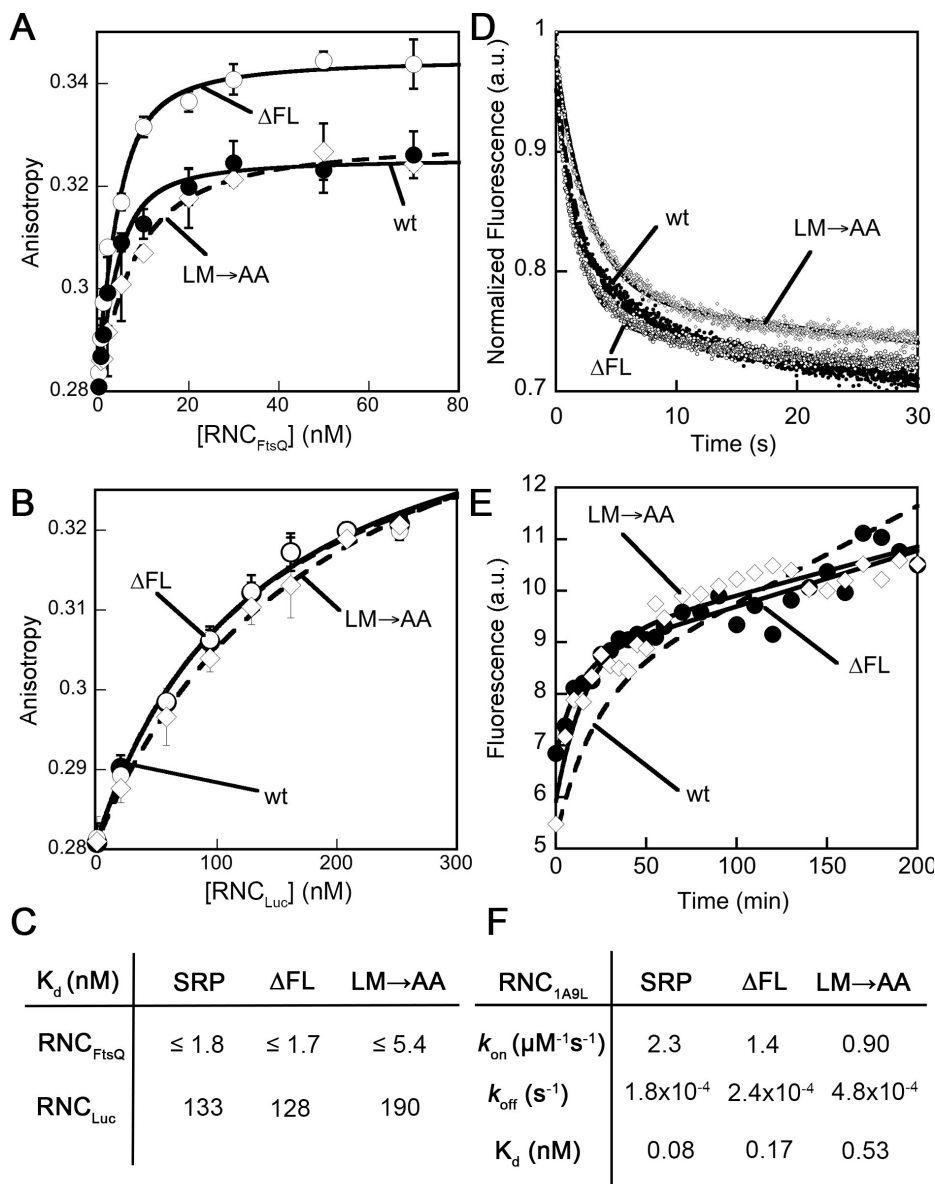 A
Anisotropy
0.34
0.32
0.3
0.28
ΔFL
wt
LM→AA
0 20 40 60 80
[RNC_FtsQ] (nM)
B
Anisotropy
0.32
0.31
0.3
0.29
0.28
ΔFL
LM→AA
wt
0 100 200 300
[RNC_Luc] (nM)
C
K_d (nM) SRP ΔFL LM→AA
RNC_FtsQ ≤ 1.8 ≤ 1.7 ≤ 5.4
RNC_Luc 133 128 190
D
Normalized Fluorescence (a.u.)
1
0.9
0.8
0.7
wt
LM→AA
ΔFL
0 10 20 30
Time (s)
E
Fluorescence (a.u.)
12
11
10
9
8
7
6
5
LM→AA
ΔFL
wt
0 50 100 150 200
Time (min)
F
RNC_1A9L SRP ΔFL LM→AA
k_on (µM⁻¹s⁻¹) 2.3 1.4 0.90
k_off (s⁻¹) 1.8x10⁻⁴ 2.4x10⁻⁴ 4.8x10⁻⁴
K_d (nM) 0.08 0.17 0.53